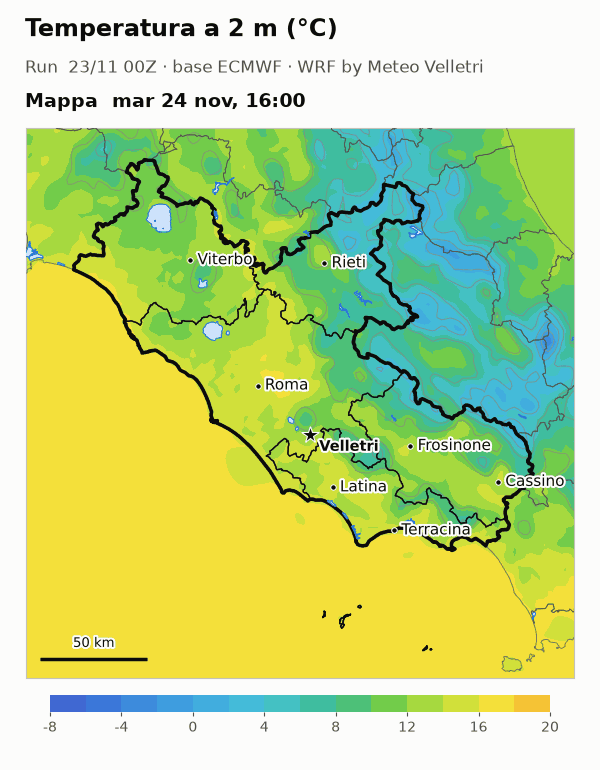 Temperatura a 2 m (°C)
Run  23/11 00Z · base ECMWF · WRF by Meteo Velletri
Mappa  mar 24 nov, 16:00
Viterbo
Rieti
Roma
Velletri
Frosinone
Cassino
Latina
Terracina
50 km
-8 -4 0 4 8 12 16 20